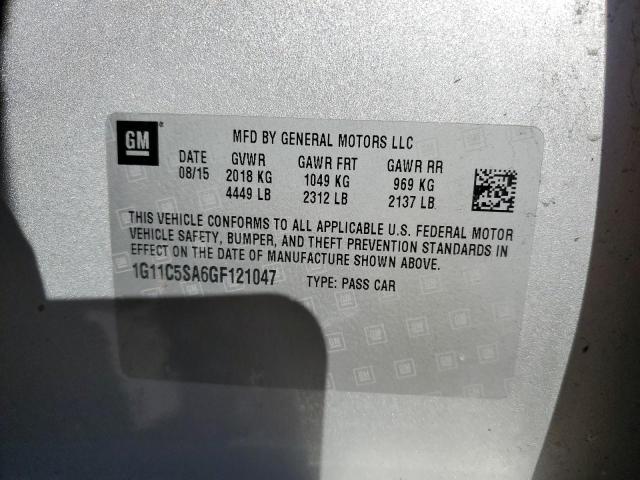 GM
MFD BY GENERAL MOTORS LLC
DATE GVWR GAWR FRT GAWR RR
08/15 2018 KG 1049 KG 969 KG
4449 LB 2312 LB 2137 LB
THIS VEHICLE CONFORMS TO ALL APPLICABLE U.S. FEDERAL MOTOR
VEHICLE SAFETY, BUMPER, AND THEFT PREVENTION STANDARDS IN
EFFECT ON THE DATE OF MANUFACTURE SHOWN ABOVE.
1G11C5SA6GF121047 TYPE: PASS CAR